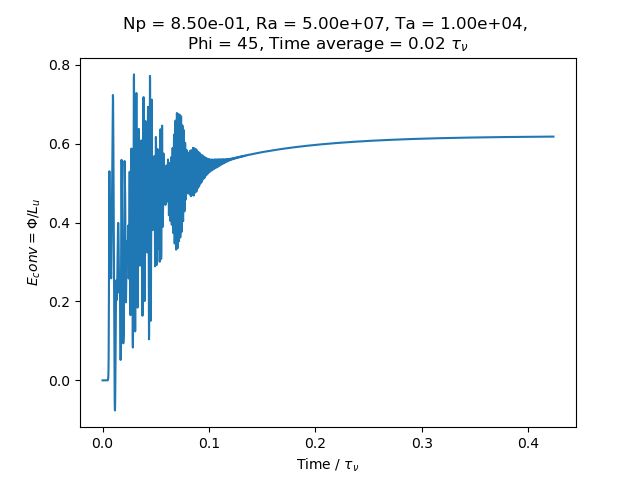 Np = 8.50e-01, Ra = 5.00e+07, Ta = 1.00e+04,
Phi = 45, Time average = 0.02 τν
0.8
0.6
0.4
0.2
0.0
E_conv = Φ/L_u
0.0 0.1 0.2 0.3 0.4
Time / τν